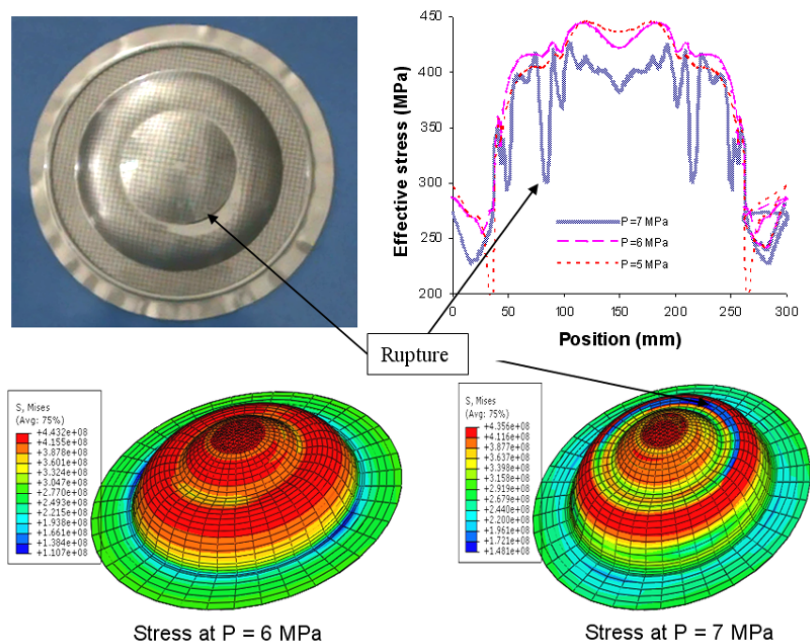 450
400
350
300
250
200
Effective stress (MPa)
P=7 MPa
P=6 MPa
P=5 MPa
0
50
100
150
200
250
300
Position (mm)
Rupture
S, Mises
(Avg: 75%)
+4.432e+08
+4.155e+08
+3.878e+08
+3.601e+08
+3.324e+08
+3.047e+08
+2.770e+08
+2.493e+08
+2.215e+08
+1.938e+08
+1.661e+08
+1.384e+08
+1.107e+08
Stress at P = 6 MPa
S, Mises
(Avg: 75%)
+4.356e+08
+4.116e+08
+3.877e+08
+3.637e+08
+3.398e+08
+3.158e+08
+2.919e+08
+2.679e+08
+2.440e+08
+2.200e+08
+1.961e+08
+1.721e+08
+1.481e+08
Stress at P = 7 MPa